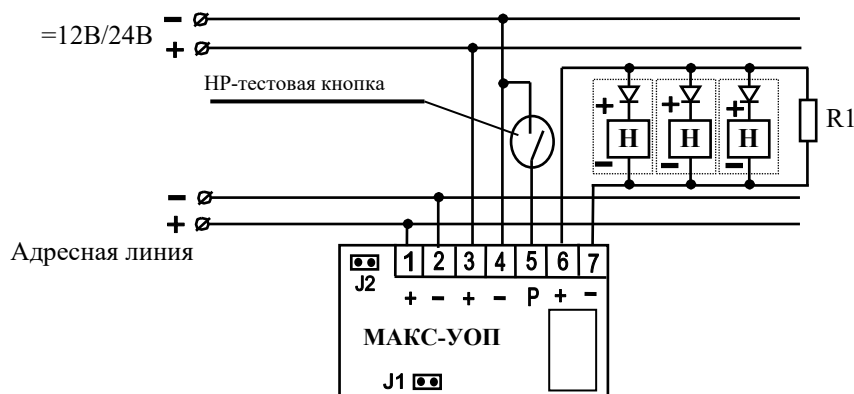 − 
=12В/24В
+
НР-тестовая кнопка
+ + +
R1
Н Н Н
− − −
−
+
Адресная линия
1 2 3 4 5 6 7
J2
+ − + − Р + −
МАКС-УОП
J1